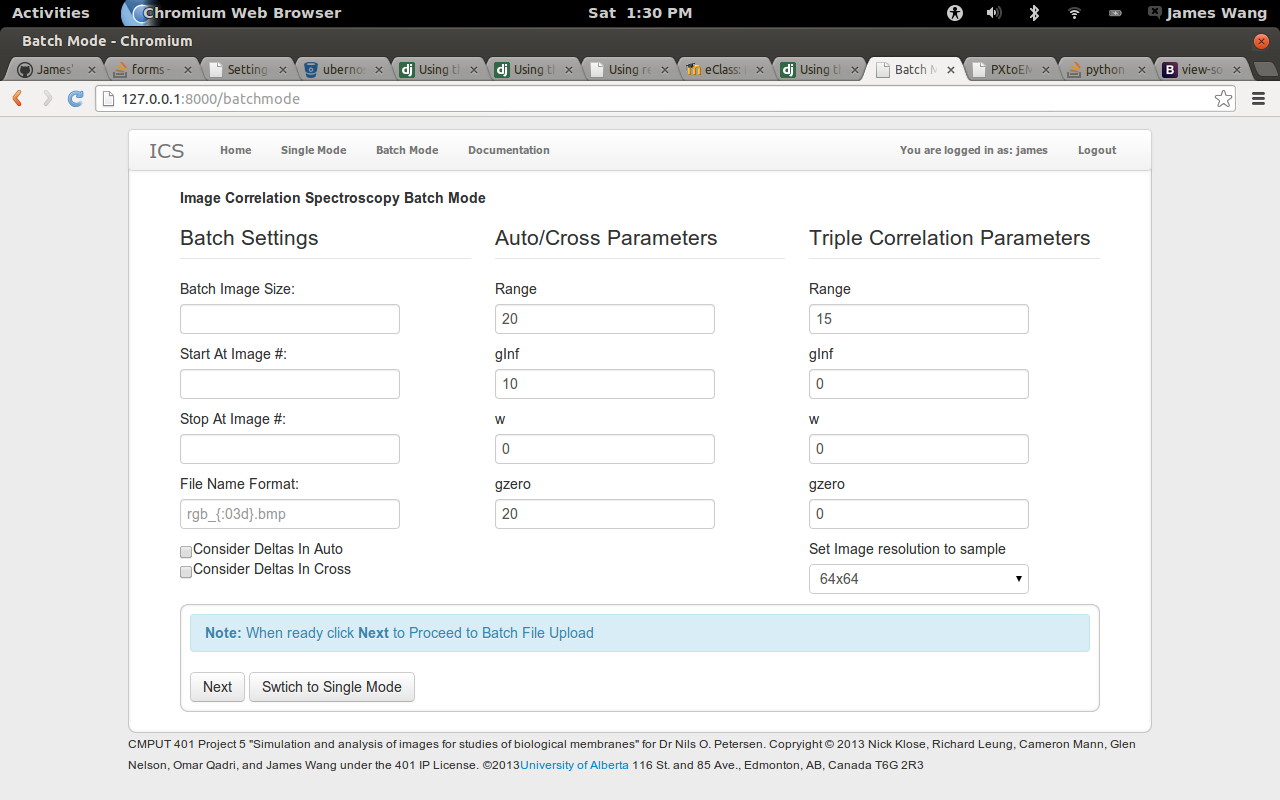 Activities Chromium Web Browser Sat 1:30 PM James Wang
Batch Mode - Chromium
James' forms - Setting ubernos Using t Using t Using re eClass: Using t Batch M PXtoEM python view-so
127.0.0.1:8000/batchmode
ICS Home Single Mode Batch Mode Documentation You are logged in as: james Logout
Image Correlation Spectroscopy Batch Mode
Batch Settings Auto/Cross Parameters Triple Correlation Parameters
Batch Image Size: Range Range
20 15
Start At Image #: gInf gInf
10 0
Stop At Image #: w w
0 0
File Name Format: gzero gzero
rgb_{:03d}.bmp 20 0
Consider Deltas In Auto Set Image resolution to sample
Consider Deltas In Cross
64x64
Note: When ready click Next to Proceed to Batch File Upload
Next Swtich to Single Mode
CMPUT 401 Project 5 "Simulation and analysis of images for studies of biological membranes" for Dr Nils O. Petersen. Copryight © 2013 Nick Klose, Richard Leung, Cameron Mann, Glen
Nelson, Omar Qadri, and James Wang under the 401 IP License. ©2013University of Alberta 116 St. and 85 Ave., Edmonton, AB, Canada T6G 2R3